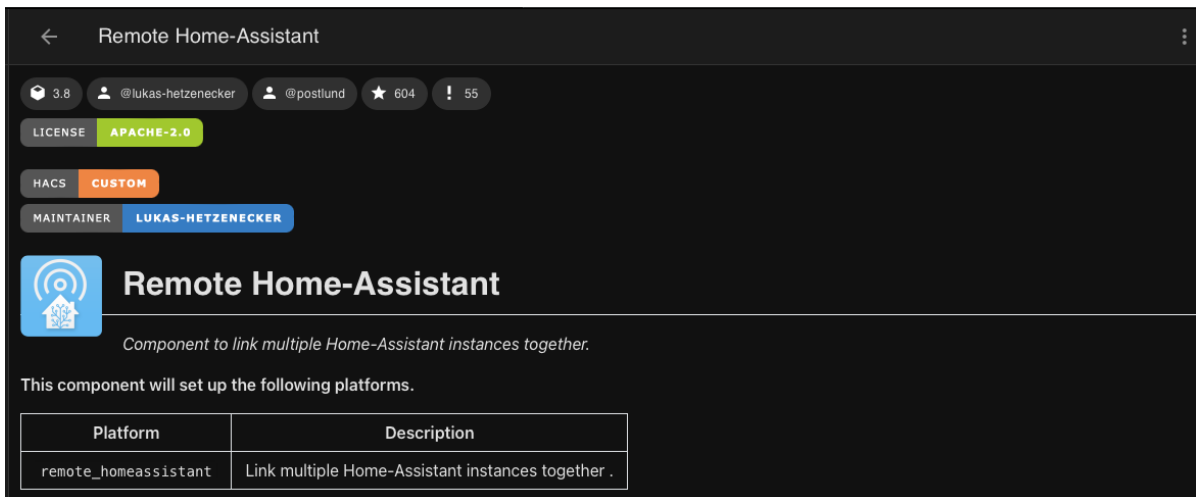 Remote Home-Assistant
3.8 @lukas-hetzenecker @postlund 604 55
LICENSE APACHE-2.0
HACS CUSTOM
MAINTAINER LUKAS-HETZENECKER
Remote Home-Assistant
Component to link multiple Home-Assistant instances together.
This component will set up the following platforms.
Platform Description
remote_homeassistant Link multiple Home-Assistant instances together .